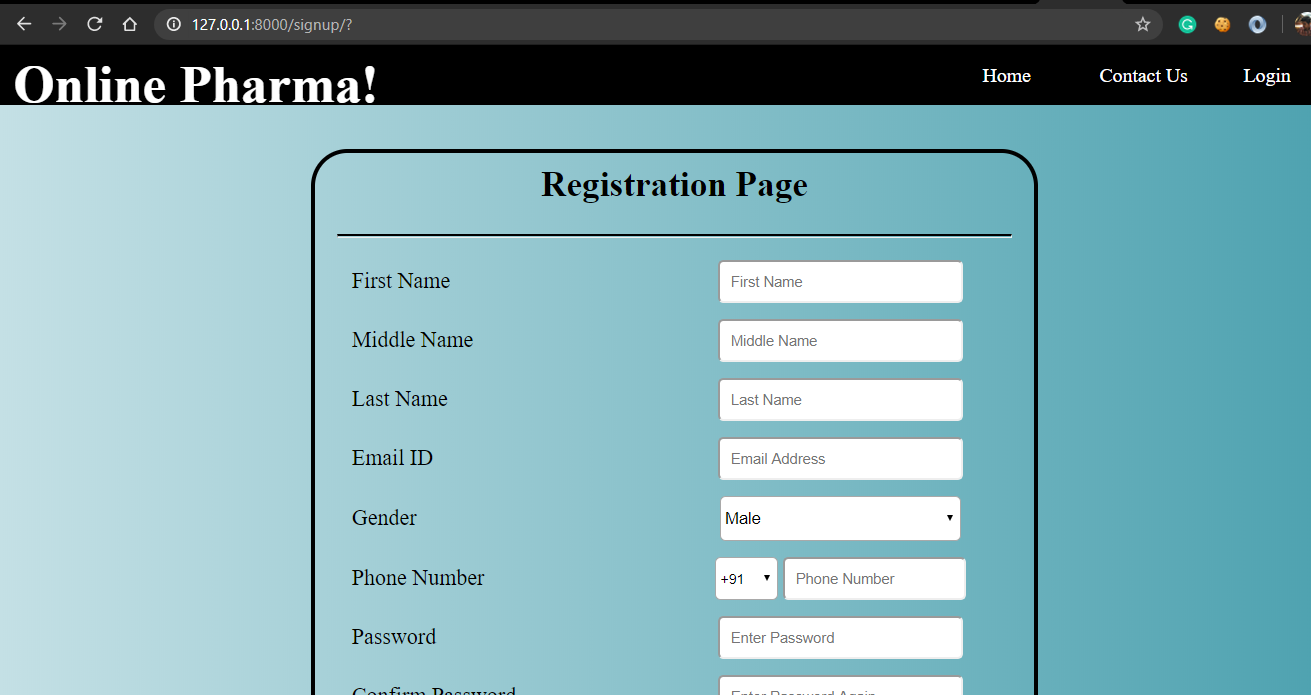 127.0.0.1:8000/signup/?
Online Pharma!
Home Contact Us Login
Registration Page
First Name First Name
Middle Name Middle Name
Last Name Last Name
Email ID Email Address
Gender Male
Phone Number +91 Phone Number
Password Enter Password
Confirm Password Enter Password Again